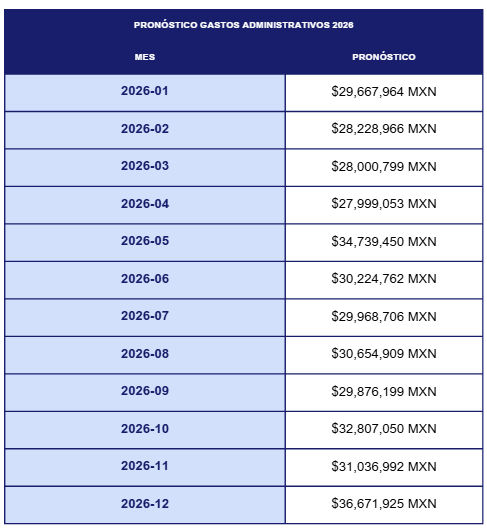 PRONÓSTICO GASTOS ADMINISTRATIVOS 2026
MES PRONÓSTICO
2026-01 $29,667,964 MXN
2026-02 $28,228,966 MXN
2026-03 $28,000,799 MXN
2026-04 $27,999,053 MXN
2026-05 $34,739,450 MXN
2026-06 $30,224,762 MXN
2026-07 $29,968,706 MXN
2026-08 $30,654,909 MXN
2026-09 $29,876,199 MXN
2026-10 $32,807,050 MXN
2026-11 $31,036,992 MXN
2026-12 $36,671,925 MXN